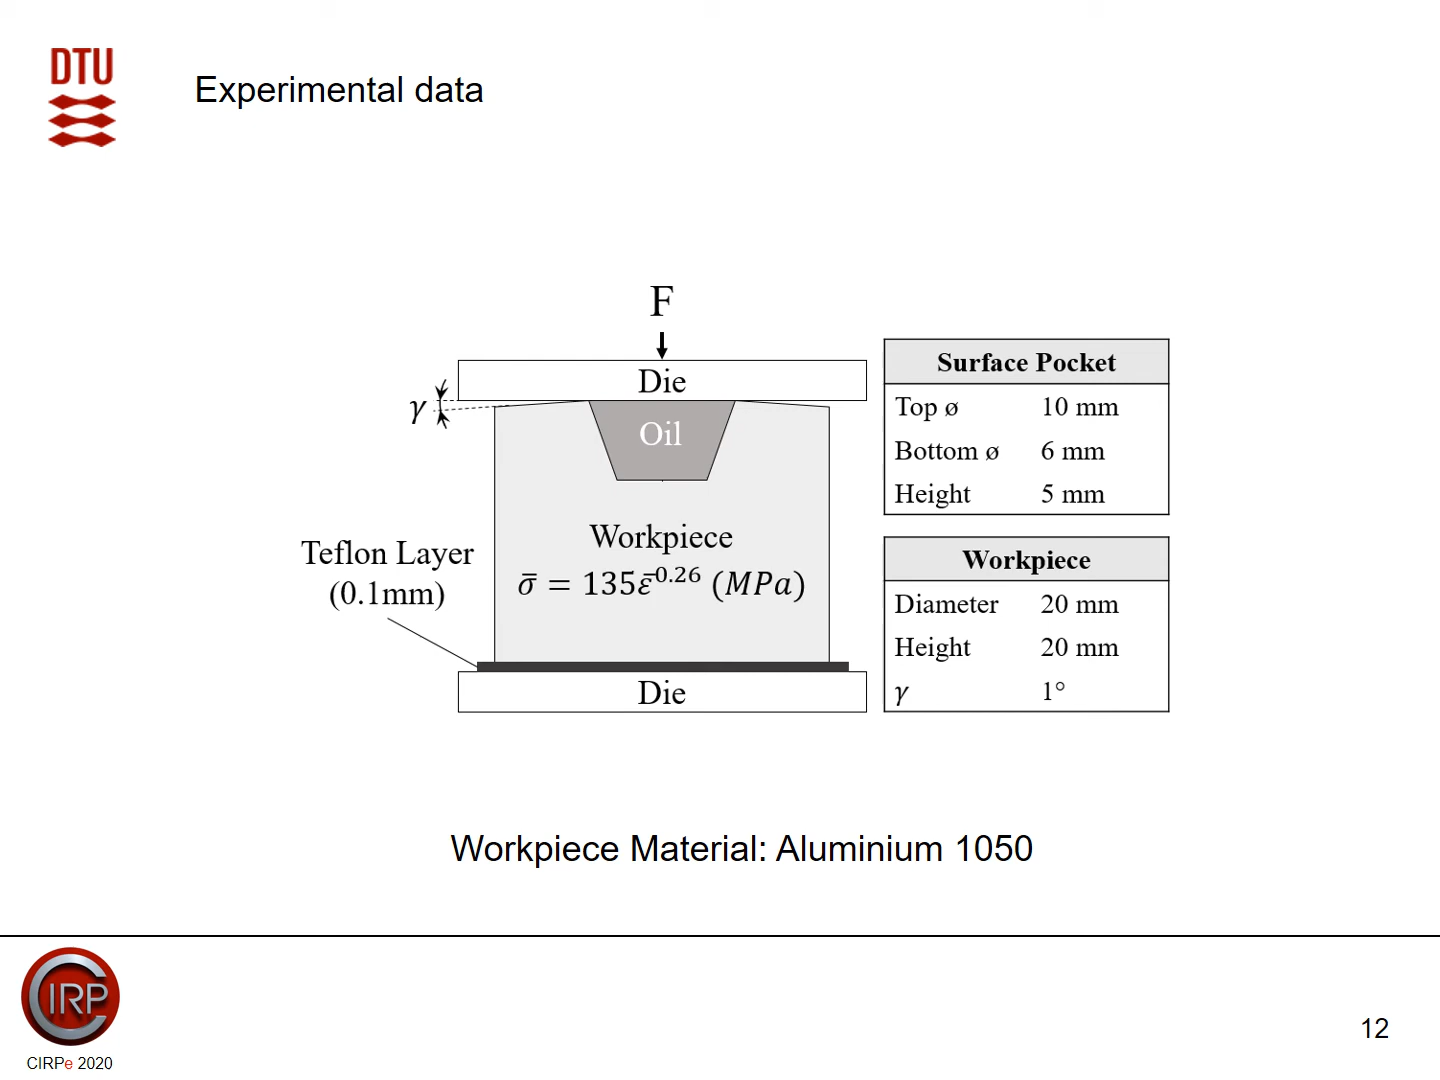 DTU
Experimental data
F
Die
γ
Oil
Workpiece
σ̄ = 135ε̄^0.26 (MPa)
Teflon Layer
(0.1mm)
Die
Surface Pocket
Top ø 10 mm
Bottom ø 6 mm
Height 5 mm
Workpiece
Diameter 20 mm
Height 20 mm
γ 1°
Workpiece Material: Aluminium 1050
CIRP
CIRPe 2020
12